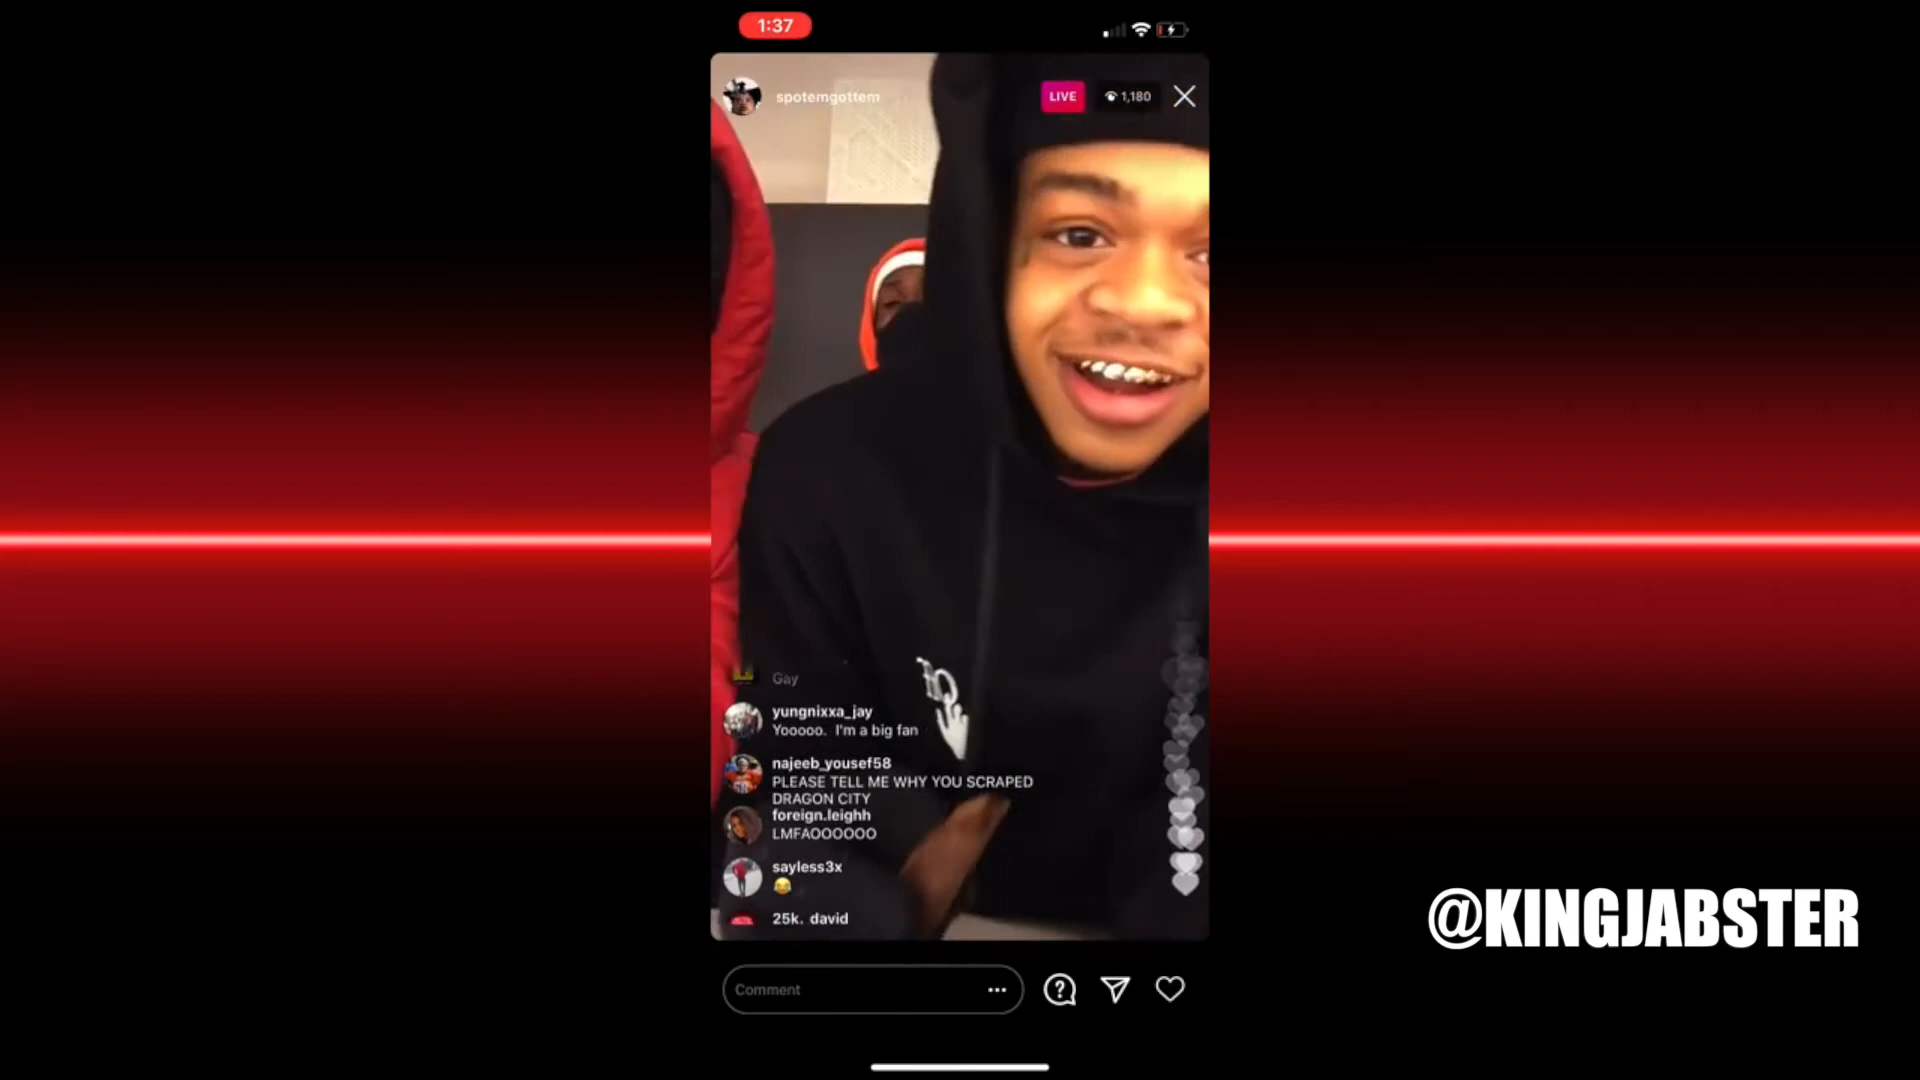 1:37
spotemgottem
LIVE
1,180
Gay
yungnixxa_jay
Yooooo. I'm a big fan
najeeb_yousef58
PLEASE TELL ME WHY YOU SCRAPED
DRAGON CITY
foreign.leighh
LMFAOOOOOO
sayless3x
😂
25k. david
@KINGJABSTER
Comment